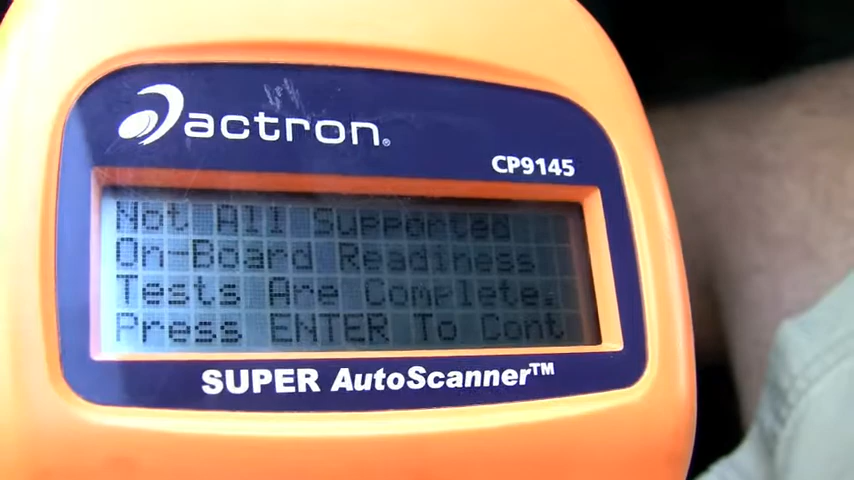 actron®
CP9145
Not All Supported
On-Board Readiness
Tests Are Complete.
Press ENTER To Cont
SUPER AutoScanner™